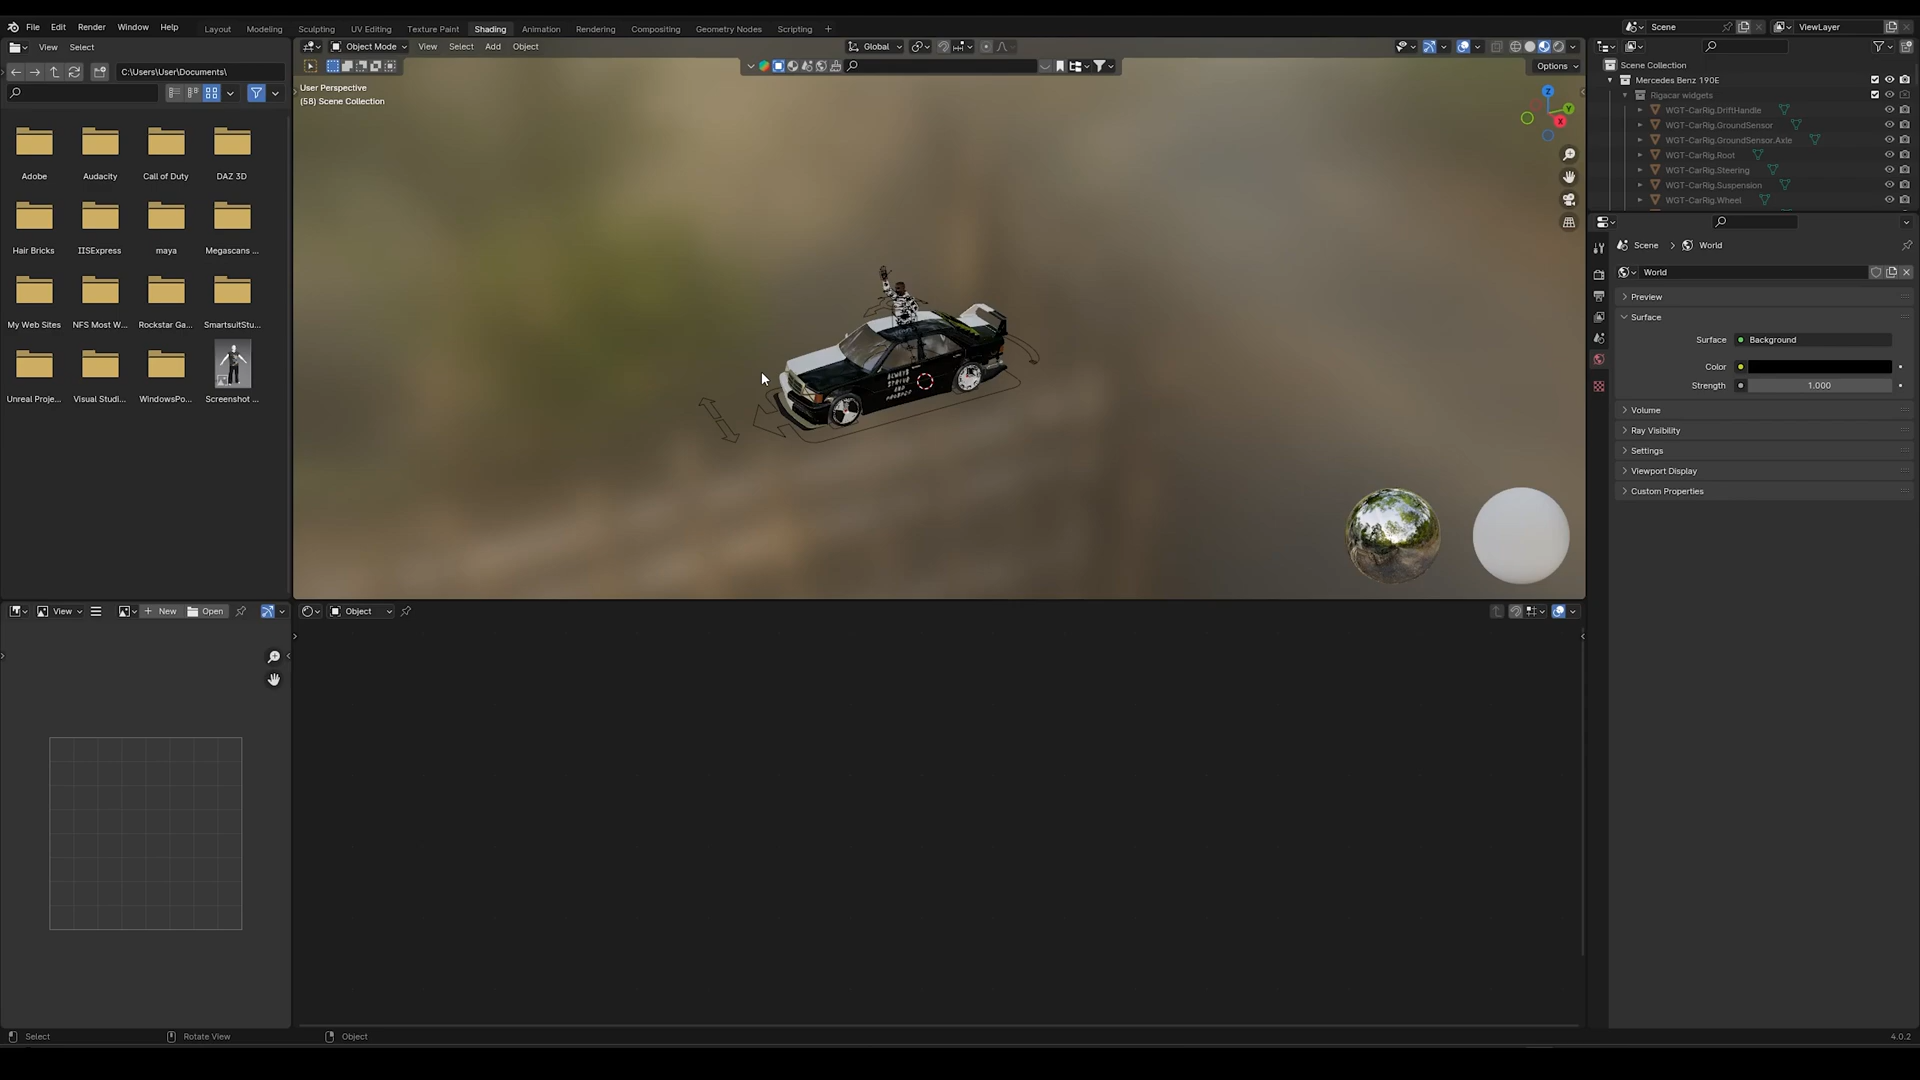 File Edit Render Window Help
Layout Modeling Sculpting UV Editing Texture Paint Shading Animation Rendering Compositing Geometry Nodes Scripting +
Scene
ViewLayer
View Select
C:\Users\User\Documents\
Adobe Audacity Call of Duty DAZ 3D
Hair Bricks IISExpress maya Megascans ...
My Web Sites NFS Most W... Rockstar Ga... SmartsuitStu...
Unreal Proje... Visual Studi... WindowsPo... Screenshot ...
Object Mode View Select Add Object
Global
Options
User Perspective
(58) Scene Collection
Z
Y
X
Scene Collection
Mercedes Benz 190E
Rigacar widgets
WGT-CarRig.DriftHandle
WGT-CarRig.GroundSensor
WGT-CarRig.GroundSensor.Axle
WGT-CarRig.Root
WGT-CarRig.Steering
WGT-CarRig.Suspension
WGT-CarRig.Wheel
Scene > World
World
Preview
Surface
Surface Background
Color
Strength 1.000
Volume
Ray Visibility
Settings
Viewport Display
Custom Properties
View New Open
Object
Select Rotate View Object
4.0.2